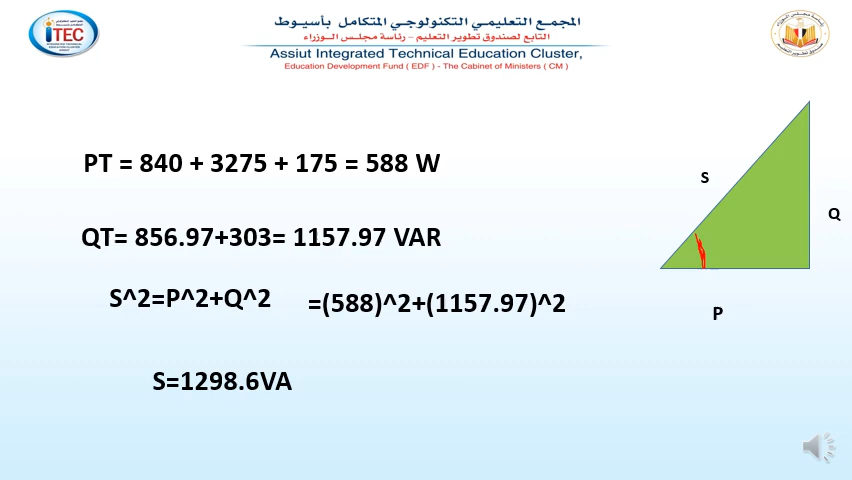 iTEC
المجمع التعليمي التكنولوجي المتكامل بأسيوط
التابع لصندوق تطوير التعليم - رئاسة مجلس الوزراء
Assiut Integrated Technical Education Cluster,
Education Development Fund ( EDF ) - The Cabinet of Ministers ( CM )
PT = 840 + 3275 + 175 = 588 W
S
Q
QT= 856.97+303= 1157.97 VAR
S^2=P^2+Q^2 =(588)^2+(1157.97)^2
P
S=1298.6VA